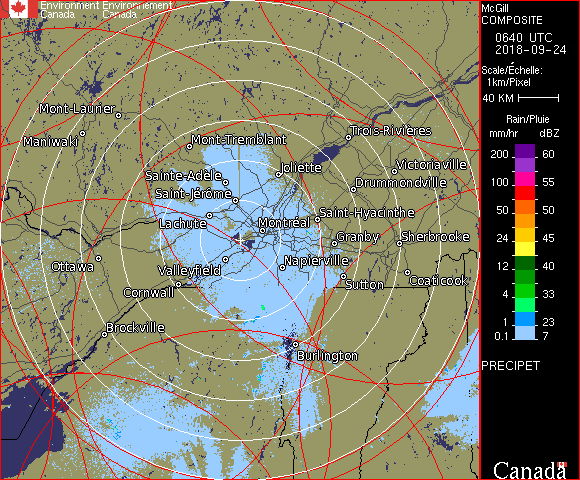 Environment Environnement
Canada Canada
McGill
COMPOSITE
0640 UTC
2018-09-24
Scale/Échelle:
1km/Pixel
40 KM
Rain/Pluie
mm/hr dBZ
200 60
100 55
50 50
24 45
12 40
4 33
1 23
0.1 7
PRECIPET
Canada
Mont-Laurier
Maniwaki
Mont-Tremblant
Trois-Rivières
Sainte-Adèle
Joliette
Victoriaville
Saint-Jérôme
Drummondville
Lachute
Montréal
Saint-Hyacinthe
Granby
Sherbrooke
Ottawa
Valleyfield
Napierville
Cornwall
Sutton
Coaticook
Brockville
Burlington